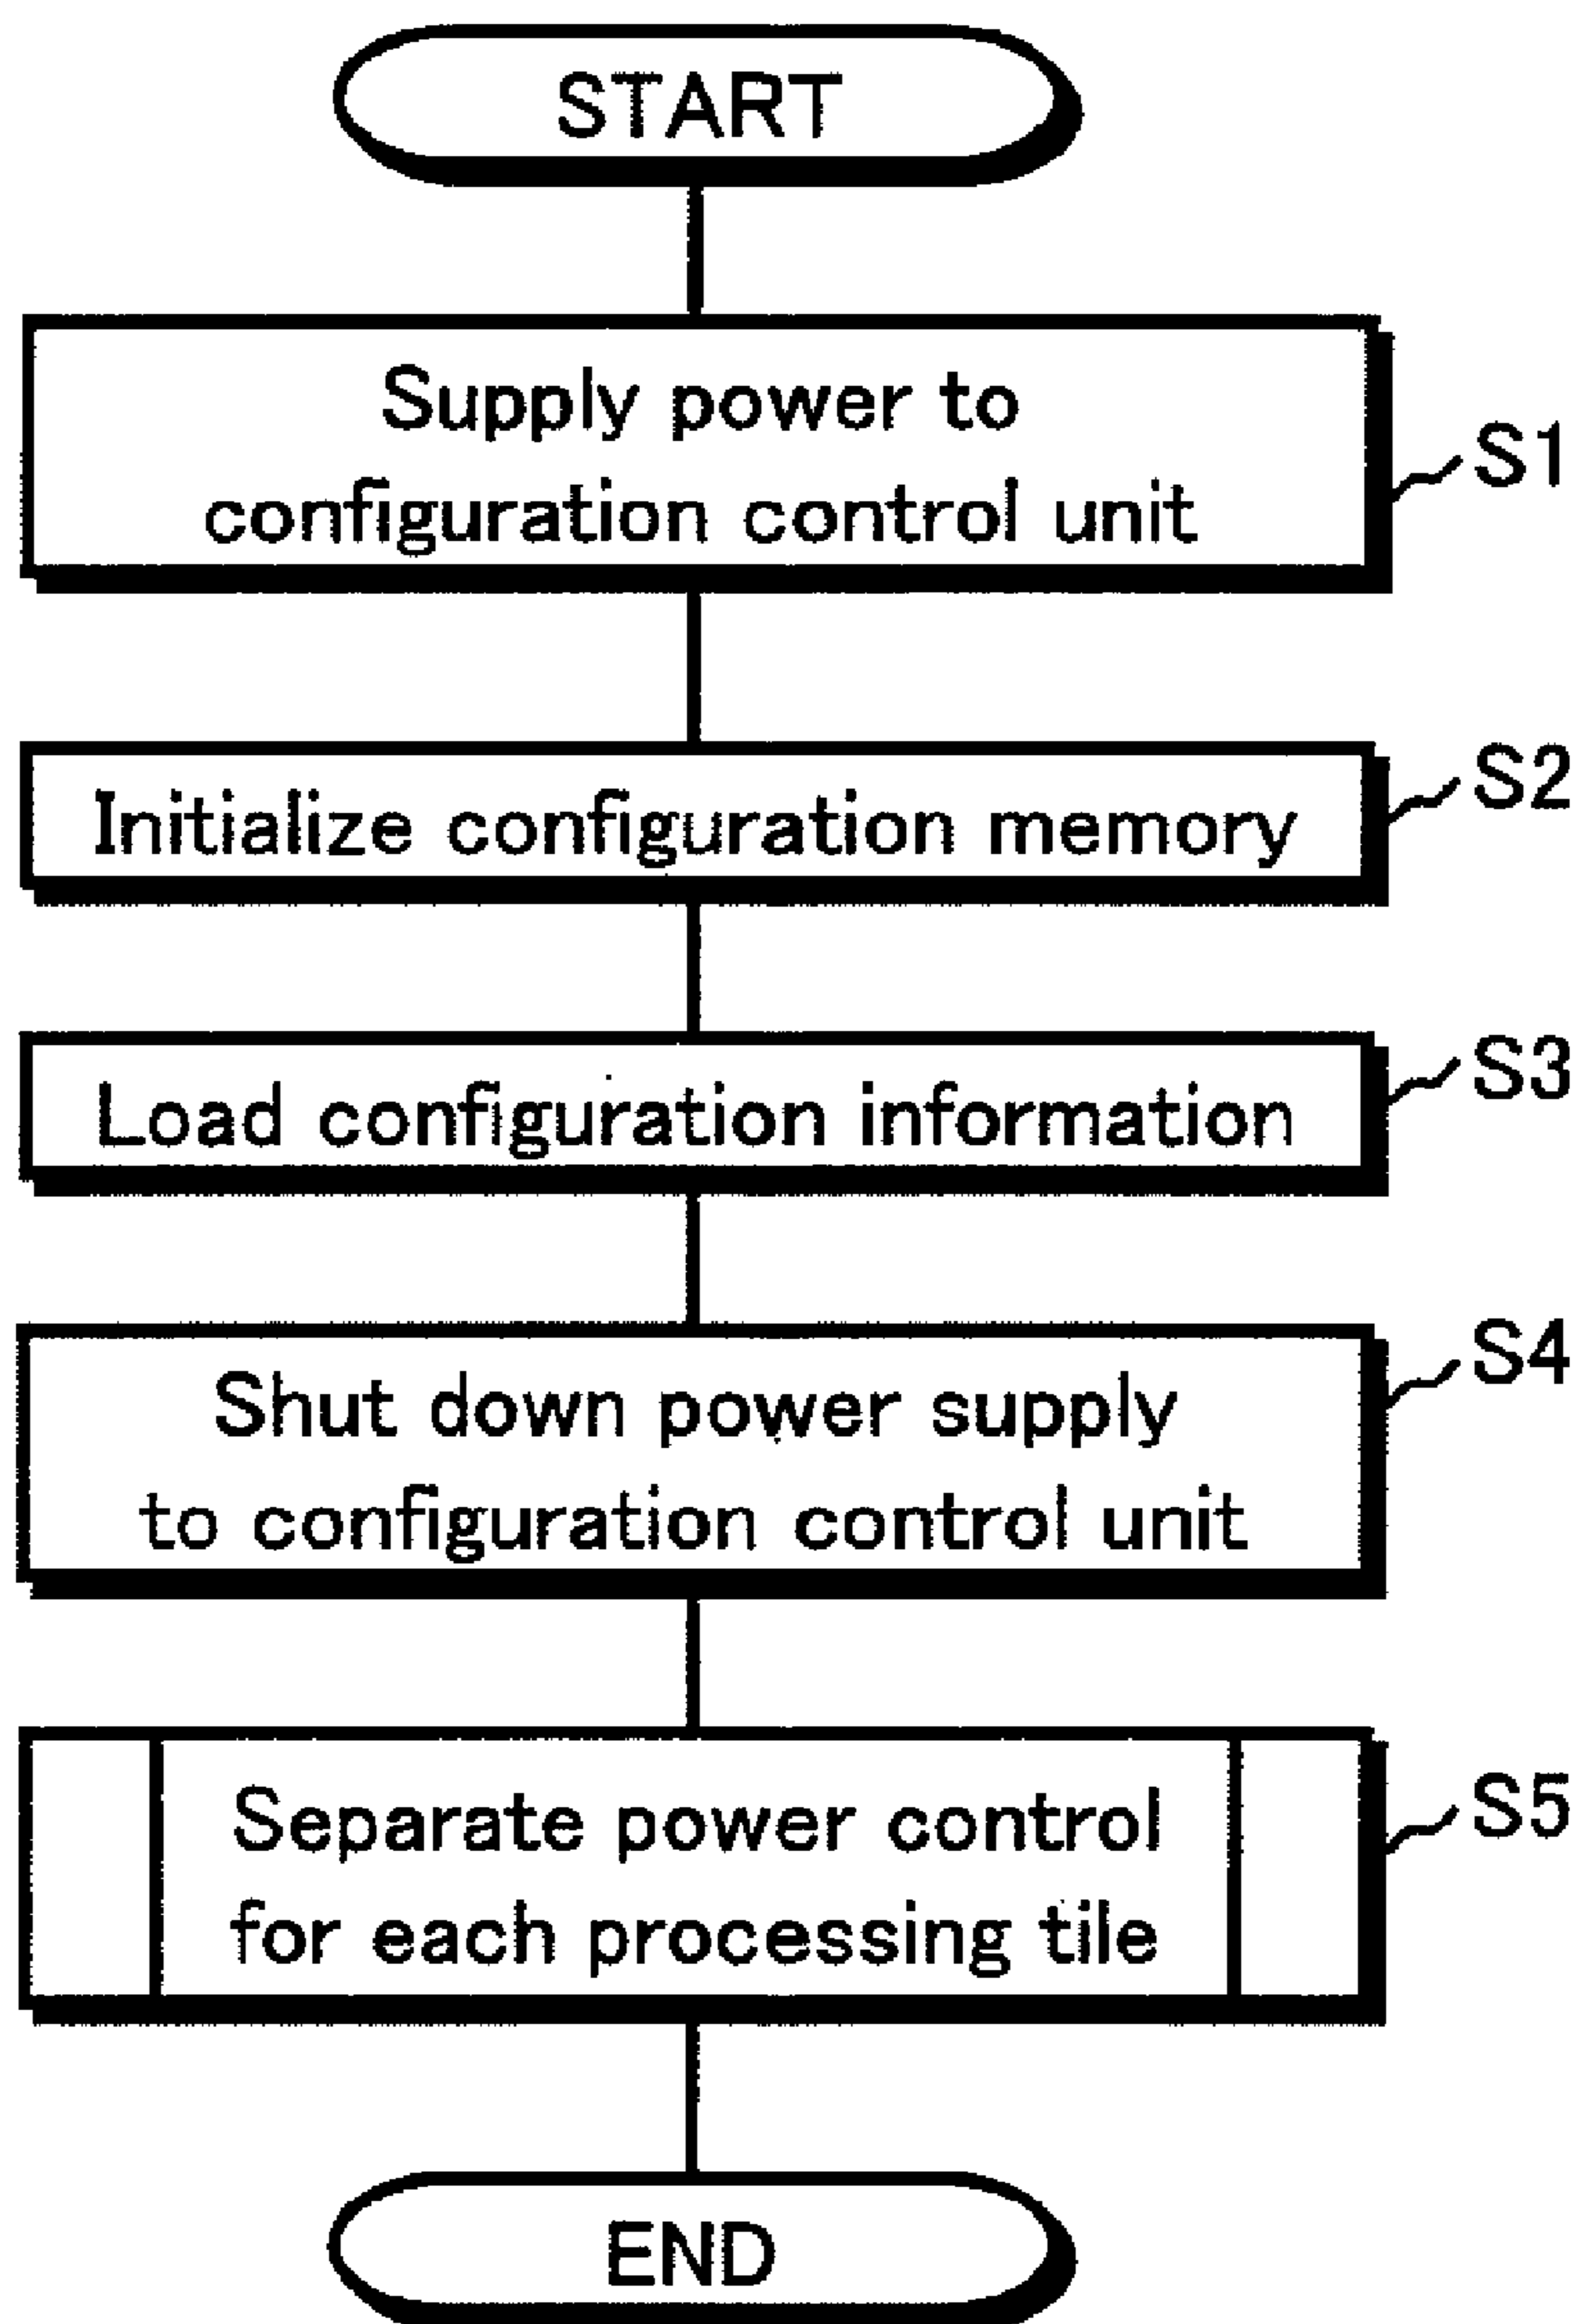 START
Supply power to
configuration control unit
S1
Initialize configuration memory
S2
Load configuration information
S3
Shut down power supply
to configuration control unit
S4
Separate power control
for each processing tile
S5
END